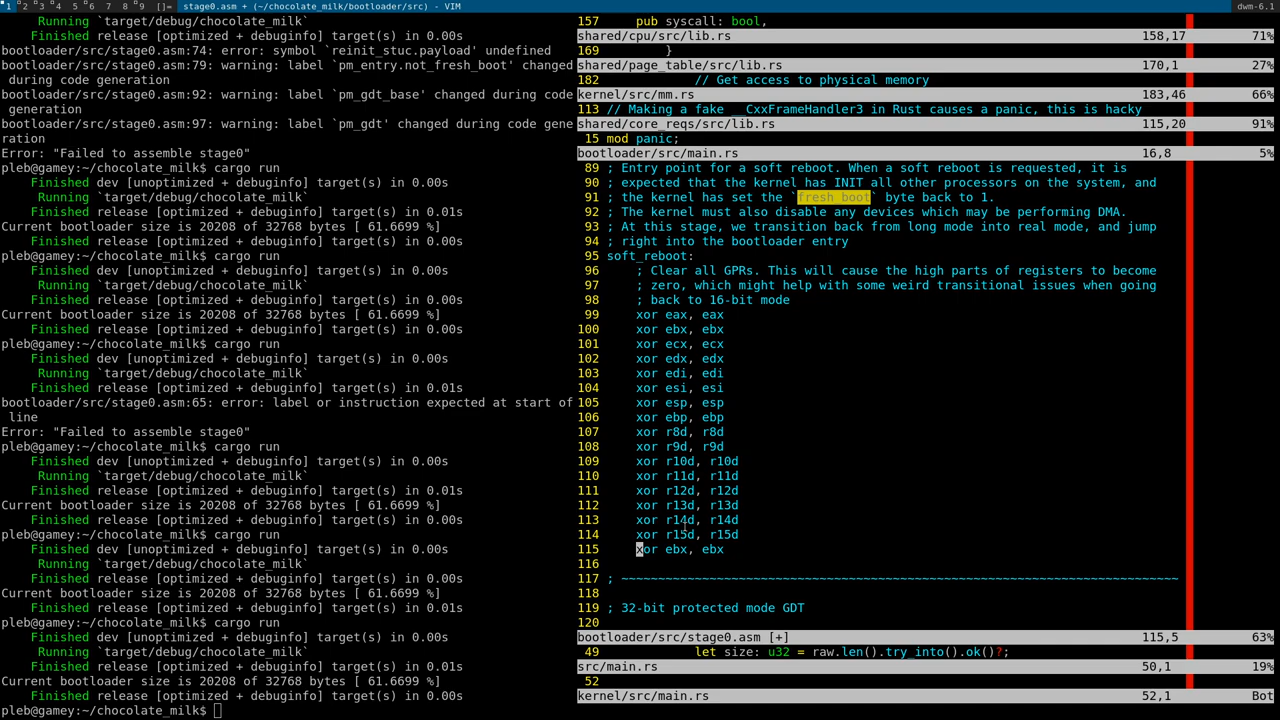 1 2 3 4 5 6 7 8 9 []= stage0.asm + (~/chocolate_milk/bootloader/src) - VIM dwm-6.1
Running `target/debug/chocolate_milk`
Finished release [optimized + debuginfo] target(s) in 0.00s
bootloader/src/stage0.asm:74: error: symbol `reinit_stuc.payload` undefined
bootloader/src/stage0.asm:79: warning: label `pm_entry.not_fresh_boot` changed
during code generation
bootloader/src/stage0.asm:92: warning: label `pm_gdt_base` changed during code
generation
bootloader/src/stage0.asm:97: warning: label `pm_gdt` changed during code gene
ration
Error: "Failed to assemble stage0"
pleb@gamey:~/chocolate_milk$ cargo run
Finished dev [unoptimized + debuginfo] target(s) in 0.00s
Running `target/debug/chocolate_milk`
Finished release [optimized + debuginfo] target(s) in 0.01s
Current bootloader size is 20208 of 32768 bytes [ 61.6699 %]
Finished release [optimized + debuginfo] target(s) in 0.00s
pleb@gamey:~/chocolate_milk$ cargo run
Finished dev [unoptimized + debuginfo] target(s) in 0.00s
Running `target/debug/chocolate_milk`
Finished release [optimized + debuginfo] target(s) in 0.00s
Current bootloader size is 20208 of 32768 bytes [ 61.6699 %]
Finished release [optimized + debuginfo] target(s) in 0.00s
pleb@gamey:~/chocolate_milk$ cargo run
Finished dev [unoptimized + debuginfo] target(s) in 0.00s
Running `target/debug/chocolate_milk`
Finished release [optimized + debuginfo] target(s) in 0.01s
bootloader/src/stage0.asm:65: error: label or instruction expected at start of
line
Error: "Failed to assemble stage0"
pleb@gamey:~/chocolate_milk$ cargo run
Finished dev [unoptimized + debuginfo] target(s) in 0.00s
Running `target/debug/chocolate_milk`
Finished release [optimized + debuginfo] target(s) in 0.01s
Current bootloader size is 20208 of 32768 bytes [ 61.6699 %]
Finished release [optimized + debuginfo] target(s) in 0.00s
pleb@gamey:~/chocolate_milk$ cargo run
Finished dev [unoptimized + debuginfo] target(s) in 0.00s
Running `target/debug/chocolate_milk`
Finished release [optimized + debuginfo] target(s) in 0.00s
Current bootloader size is 20208 of 32768 bytes [ 61.6699 %]
Finished release [optimized + debuginfo] target(s) in 0.01s
pleb@gamey:~/chocolate_milk$ cargo run
Finished dev [unoptimized + debuginfo] target(s) in 0.00s
Running `target/debug/chocolate_milk`
Finished release [optimized + debuginfo] target(s) in 0.01s
Current bootloader size is 20208 of 32768 bytes [ 61.6699 %]
Finished release [optimized + debuginfo] target(s) in 0.00s
pleb@gamey:~/chocolate_milk$
157 pub syscall: bool,
shared/cpu/src/lib.rs 158,17 71%
169 }
shared/page_table/src/lib.rs 170,1 27%
182 // Get access to physical memory
kernel/src/mm.rs 183,46 66%
113 // Making a fake __CxxFrameHandler3 in Rust causes a panic, this is hacky
shared/core_reqs/src/lib.rs 115,20 91%
15 mod panic;
bootloader/src/main.rs 16,8 5%
89 ; Entry point for a soft reboot. When a soft reboot is requested, it is
90 ; expected that the kernel has INIT all other processors on the system, and
91 ; the kernel has set the `fresh_boot` byte back to 1.
92 ; The kernel must also disable any devices which may be performing DMA.
93 ; At this stage, we transition back from long mode into real mode, and jump
94 ; right into the bootloader entry
95 soft_reboot:
96 ; Clear all GPRs. This will cause the high parts of registers to become
97 ; zero, which might help with some weird transitional issues when going
98 ; back to 16-bit mode
99 xor eax, eax
100 xor ebx, ebx
101 xor ecx, ecx
102 xor edx, edx
103 xor edi, edi
104 xor esi, esi
105 xor esp, esp
106 xor ebp, ebp
107 xor r8d, r8d
108 xor r9d, r9d
109 xor r10d, r10d
110 xor r11d, r11d
111 xor r12d, r12d
112 xor r13d, r13d
113 xor r14d, r14d
114 xor r15d, r15d
115 xor ebx, ebx
116
117 ; ~~~~~~~~~~~~~~~~~~~~~~~~~~~~~~~~~~~~~~~~~~~~~~~~~~~~~~~~~~~~~~~~~~~~~~~~~~~~
118
119 ; 32-bit protected mode GDT
120
bootloader/src/stage0.asm [+] 115,5 63%
49 let size: u32 = raw.len().try_into().ok()?;
src/main.rs 50,1 19%
52
kernel/src/main.rs 52,1 Bot